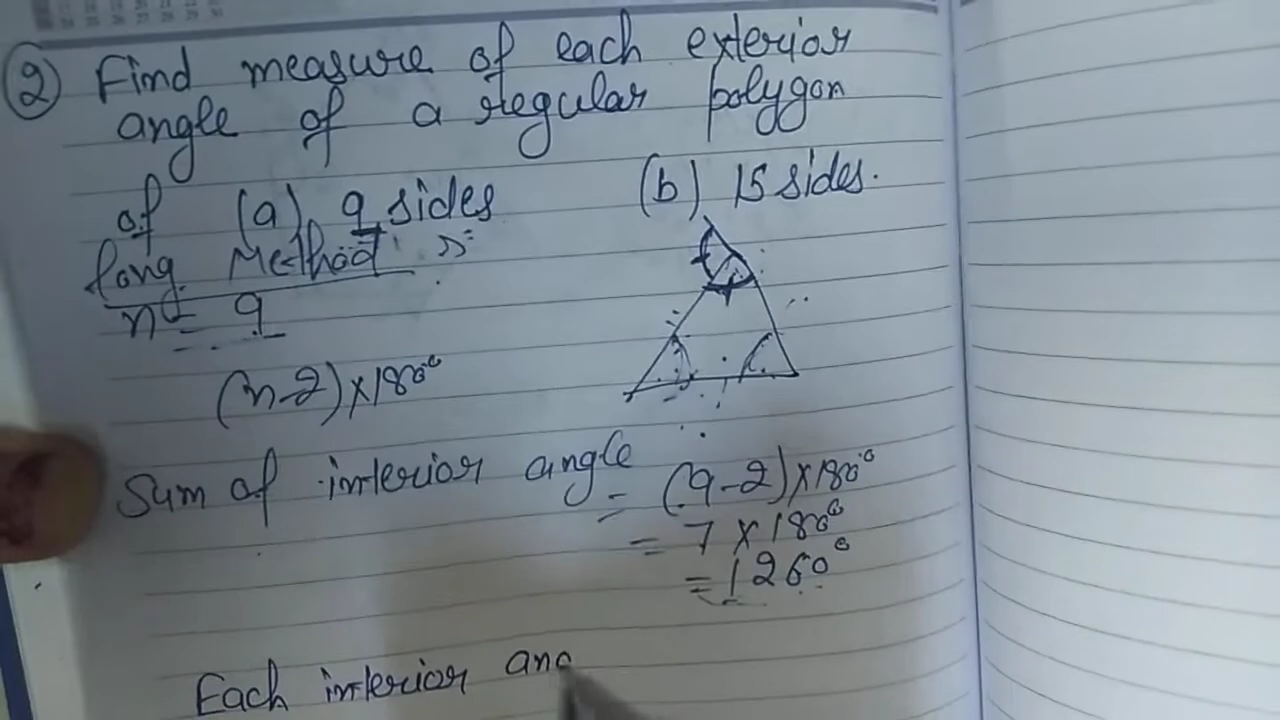 ② Find measure of each exterior
angle of a regular polygon
of (a) 9 sides (b) 15 sides.
long Method :-
n = 9
(n-2)×180°
Sum of interior angle = (9-2)×180°
= 7×180°
= 1260°
Each interior ang